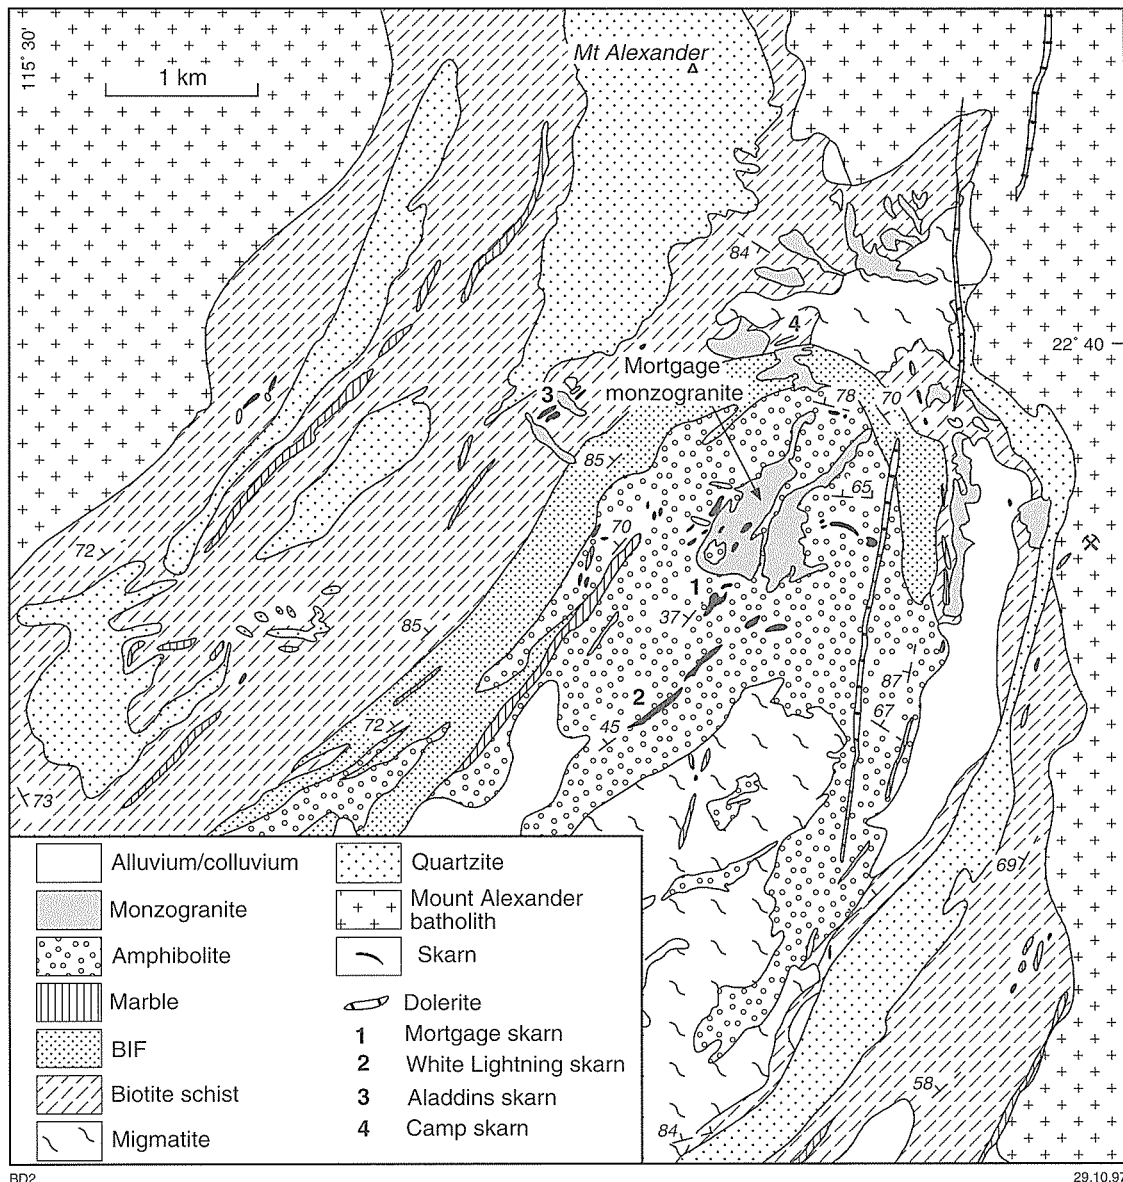 115° 30'
1 km
Mt Alexander
84
4
22° 40
Mortgage
monzogranite
3
78
70
85
65
70
72
1
37
85
87
2
67
72
45
73
69
58
84
Alluvium/colluvium
Monzogranite
Amphibolite
Marble
BIF
Biotite schist
Migmatite
Quartzite
Mount Alexander
batholith
Skarn
Dolerite
1 Mortgage skarn
2 White Lightning skarn
3 Aladdins skarn
4 Camp skarn
BD2
29.10.97